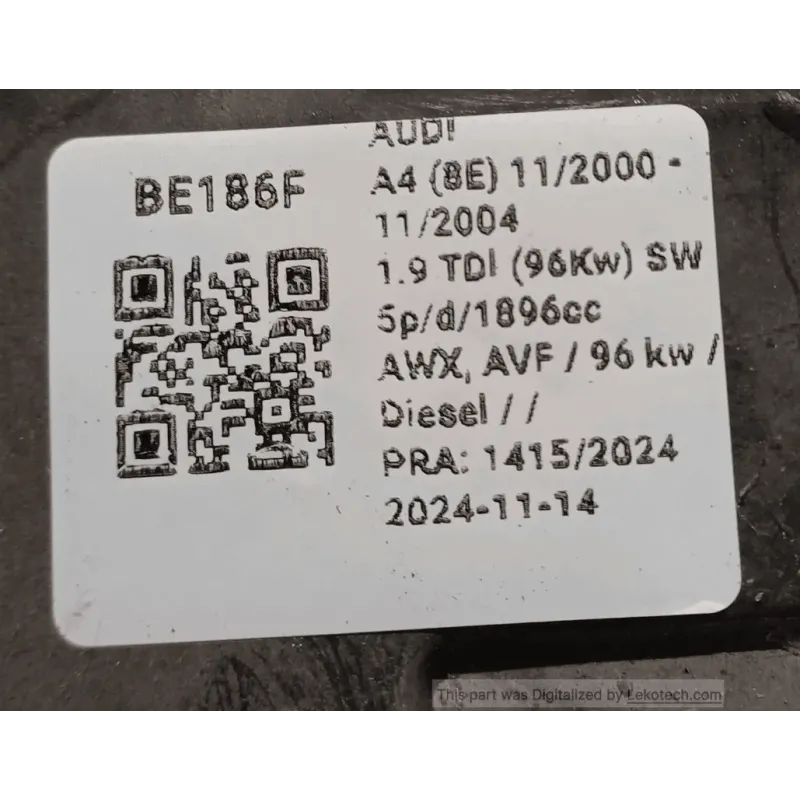 BE186F
AUDI
A4 (8E) 11/2000 -
11/2004
1.9 TDI (96Kw) SW
5p/d/1896cc
AWX, AVF / 96 kw /
Diesel / /
PRA: 1415/2024
2024-11-14
This part was Digitalized by Lekotech.com